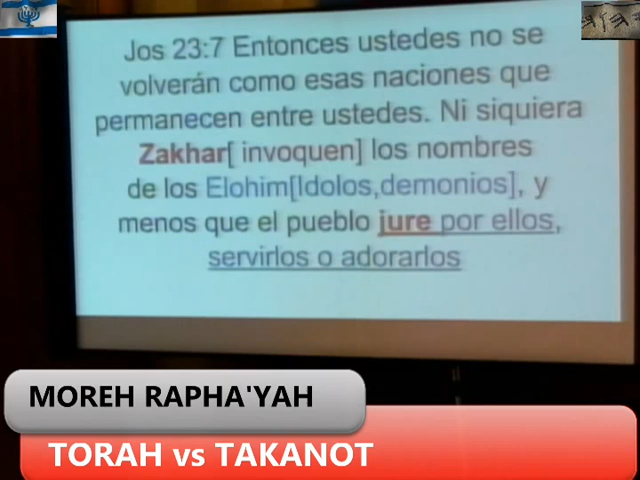 Jos 23:7 Entonces ustedes no se
volverán como esas naciones que
permanecen entre ustedes. Ni siquiera
Zakhar[ invoquen] los nombres
de los Elohim[Idolos,demonios], y
menos que el pueblo jure por ellos,
servirlos o adorarlos
MOREH RAPHA'YAH
TORAH vs TAKANOT